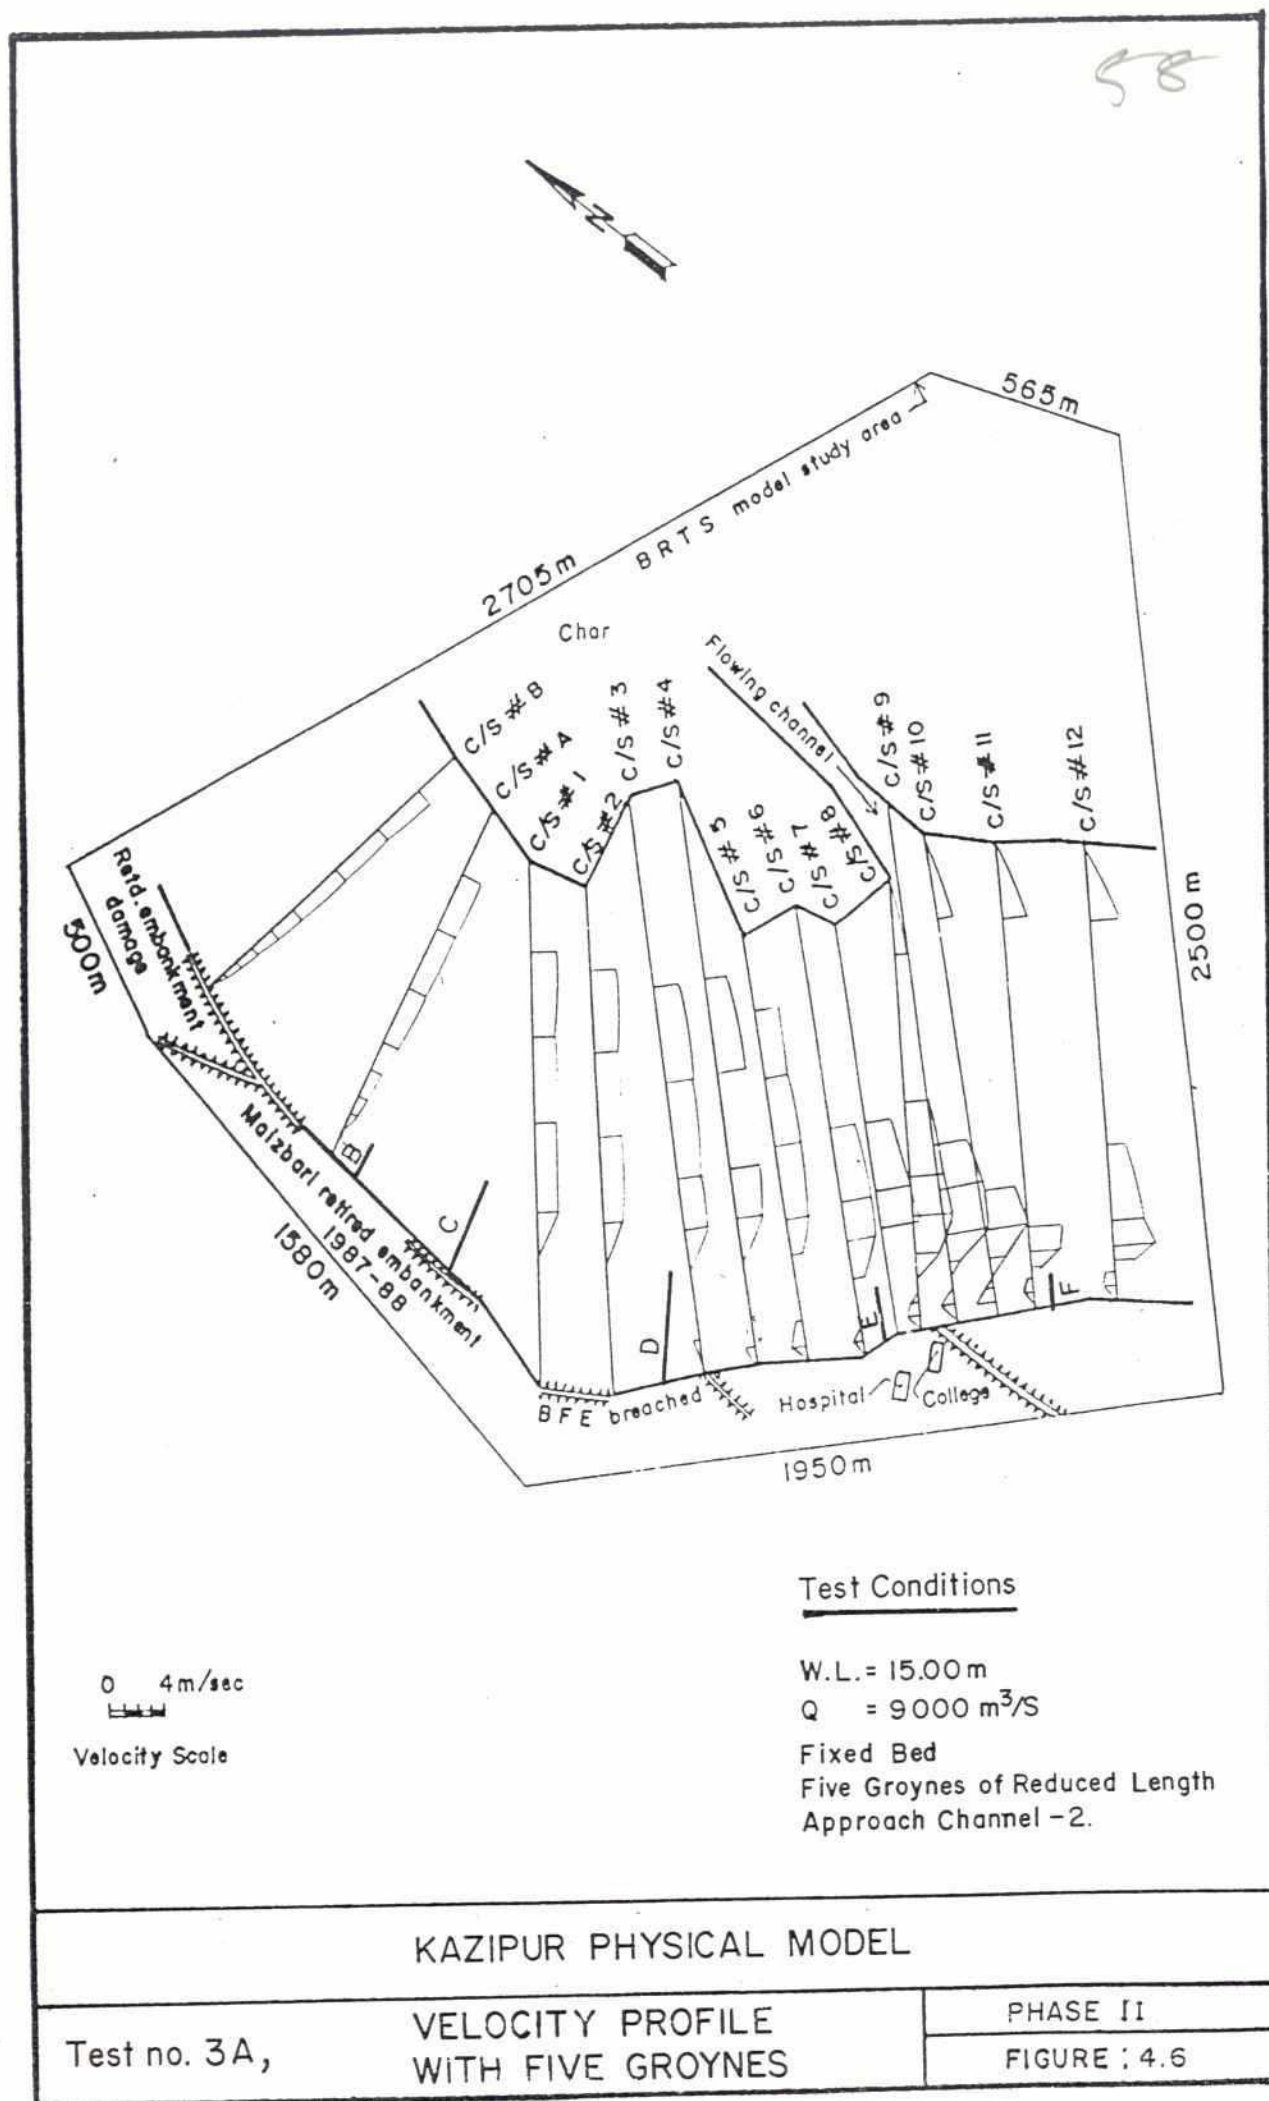 58
N
565m
BRTS model study area
2705m
Char
Flowing channel
C/S # B
C/S # A
C/S # 1
C/S # 2
C/S # 3
C/S # 4
C/S # 5
C/S # 6
C/S # 7
C/S # 8
C/S # 9
C/S # 10
C/S # 11
C/S # 12
2500m
Retd. embankment
damage
500m
B
Maizbari retired embankment
1987-88
1580m
C
D
E
F
BFE breached
Hospital
College
1950m
Test Conditions
W.L. = 15.00 m
Q = 9000 m³/S
Fixed Bed
Five Groynes of Reduced Length
Approach Channel -2.
0 4m/sec
Velocity Scale
KAZIPUR PHYSICAL MODEL
Test no. 3A,
VELOCITY PROFILE
WITH FIVE GROYNES
PHASE II
FIGURE : 4.6